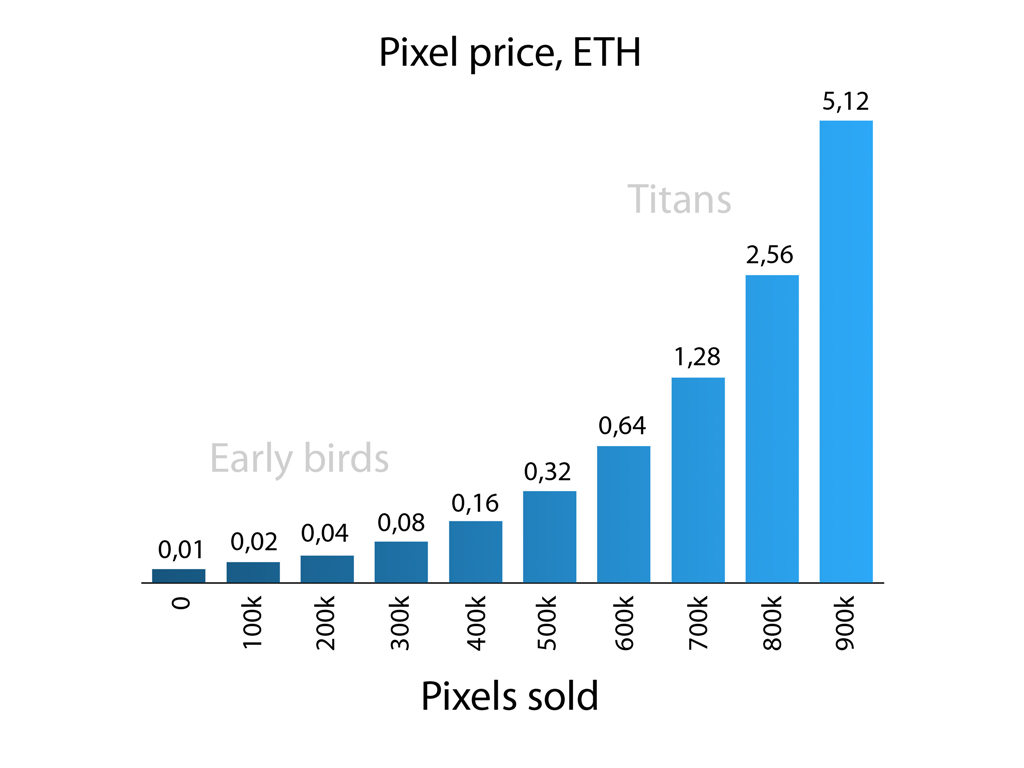 Pixel price, ETH
5,12
Titans
2,56
1,28
0,64
Early birds
0,32
0,16
0,08
0,04
0,02
0,01
0
100k
200k
300k
400k
500k
600k
700k
800k
900k
Pixels sold